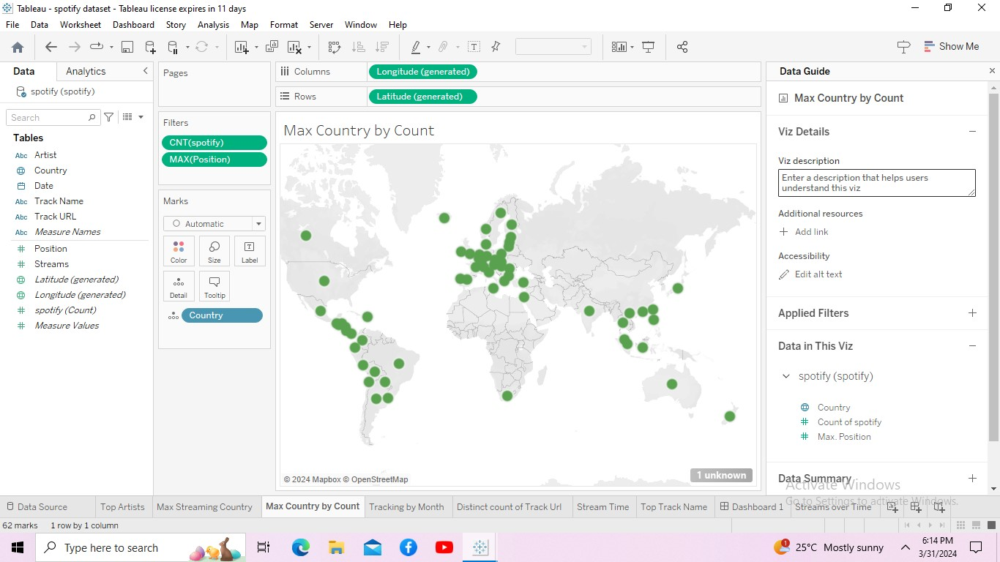 Tableau - spotify dataset - Tableau license expires in 11 days
File Data Worksheet Dashboard Story Analysis Map Format Server Window Help
Show Me
Data Analytics
spotify (spotify)
Search
Tables
Abc Artist
Country
Date
Abc Track Name
Abc Track URL
Abc Measure Names
Position
Streams
Latitude (generated)
Longitude (generated)
spotify (Count)
Measure Values
Pages
Filters
CNT(spotify)
MAX(Position)
Marks
Automatic
Color Size Label
Detail Tooltip
Country
Columns Longitude (generated)
Rows Latitude (generated)
Max Country by Count
© 2024 Mapbox © OpenStreetMap
1 unknown
Data Guide
Max Country by Count
Viz Details
Viz description
Enter a description that helps users
understand this viz
Additional resources
Add link
Accessibility
Edit alt text
Applied Filters
Data in This Viz
spotify (spotify)
Country
Count of spotify
Max. Position
Data Summary
Activate Windows
Go to Settings to activate Windows.
Data Source Top Artists Max Streaming Country Max Country by Count Tracking by Month Distinct count of Track Url Stream Time Top Track Name Dashboard 1 Streams over Time
62 marks 1 row by 1 column
Type here to search
1 25°C Mostly sunny
6:14 PM
3/31/2024